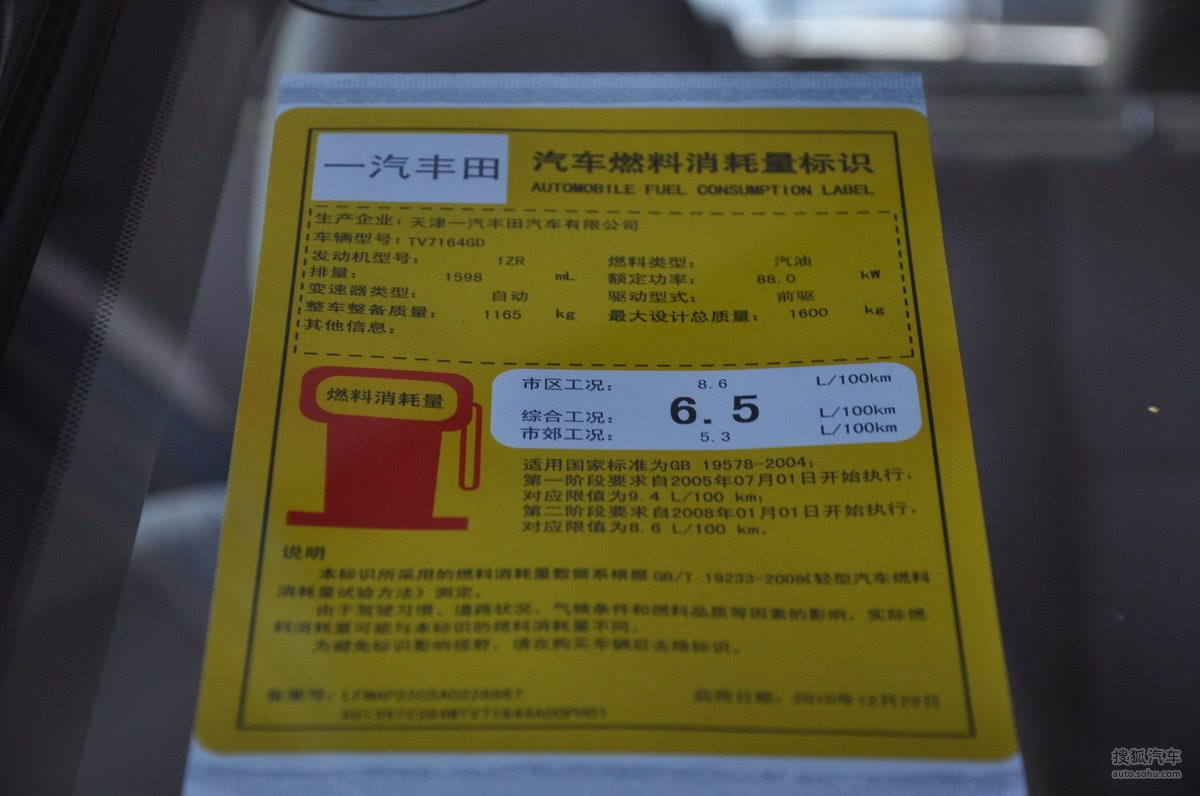 一汽丰田
汽车燃料消耗量标识
AUTOMOBILE FUEL CONSUMPTION LABEL
生产企业：天津一汽丰田汽车有限公司
车辆型号：TV7164GD
发动机型号： 1ZR 燃料类型： 汽油
排量： 1598 mL 额定功率： 88.0 kW
变速器类型： 自动 驱动型式： 前驱
整车整备质量： 1165 kg 最大设计总质量： 1600 kg
其他信息：
燃料消耗量
市区工况： 8.6 L/100km
综合工况： 6.5 L/100km
市郊工况： 5.3 L/100km
适用国家标准为GB 19578-2004；
第一阶段要求自2005年07月01日开始执行，
对应限值为9.4 L/100 km；
第二阶段要求自2008年01月01日开始执行，
对应限值为8.6 L/100 km。
说明
本标识所采用的燃料消耗量数据系根据GB/T 19233-2008《轻型汽车燃料
消耗量试验方法》测定。
由于驾驶习惯、道路状况、气候条件和燃料品质等因素的影响，实际燃
料消耗量可能与本标识的燃料消耗量不同。
为避免标识影响视野，请在购买车辆后去除标识。
备案号：
启用日期：2010年12月29日
搜狐汽车
auto.sohu.com